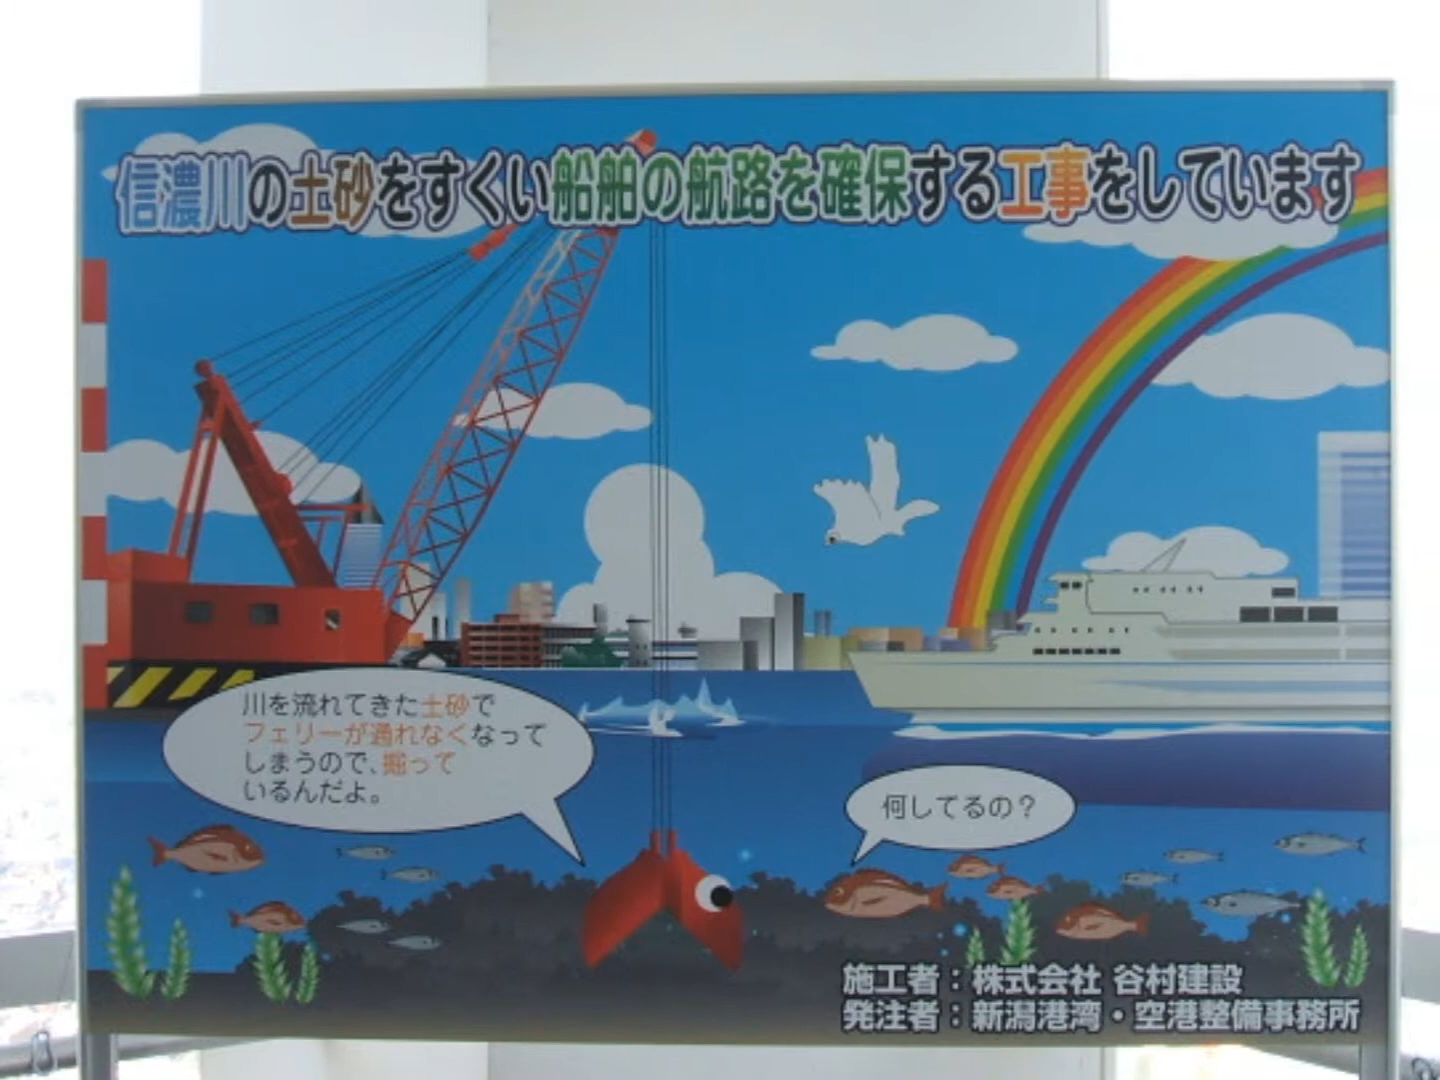 信濃川の土砂をすくい船舶の航路を確保する工事をしています
川を流れてきた土砂で
フェリーが通れなくなって
しまうので、掘って
いるんだよ。
何してるの？
施工者：株式会社 谷村建設
発注者：新潟港湾・空港整備事務所